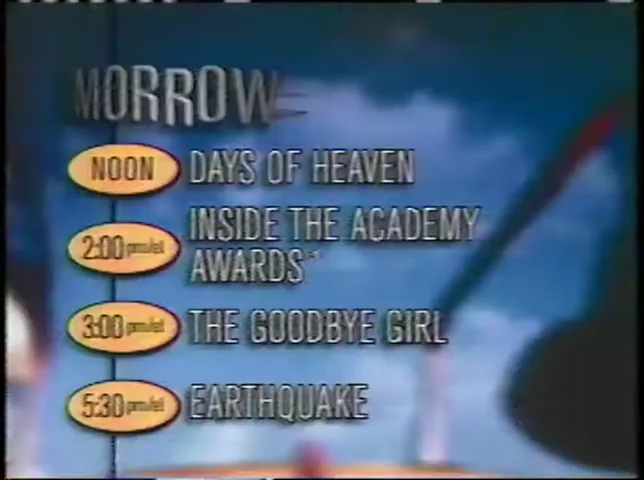 MORROW
NOON DAYS OF HEAVEN
2:00 pm/et INSIDE THE ACADEMY
AWARDS
3:00 pm/et THE GOODBYE GIRL
5:30 pm/et EARTHQUAKE